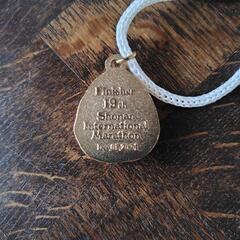 Finisher
19th
Shonan
International
Marathon